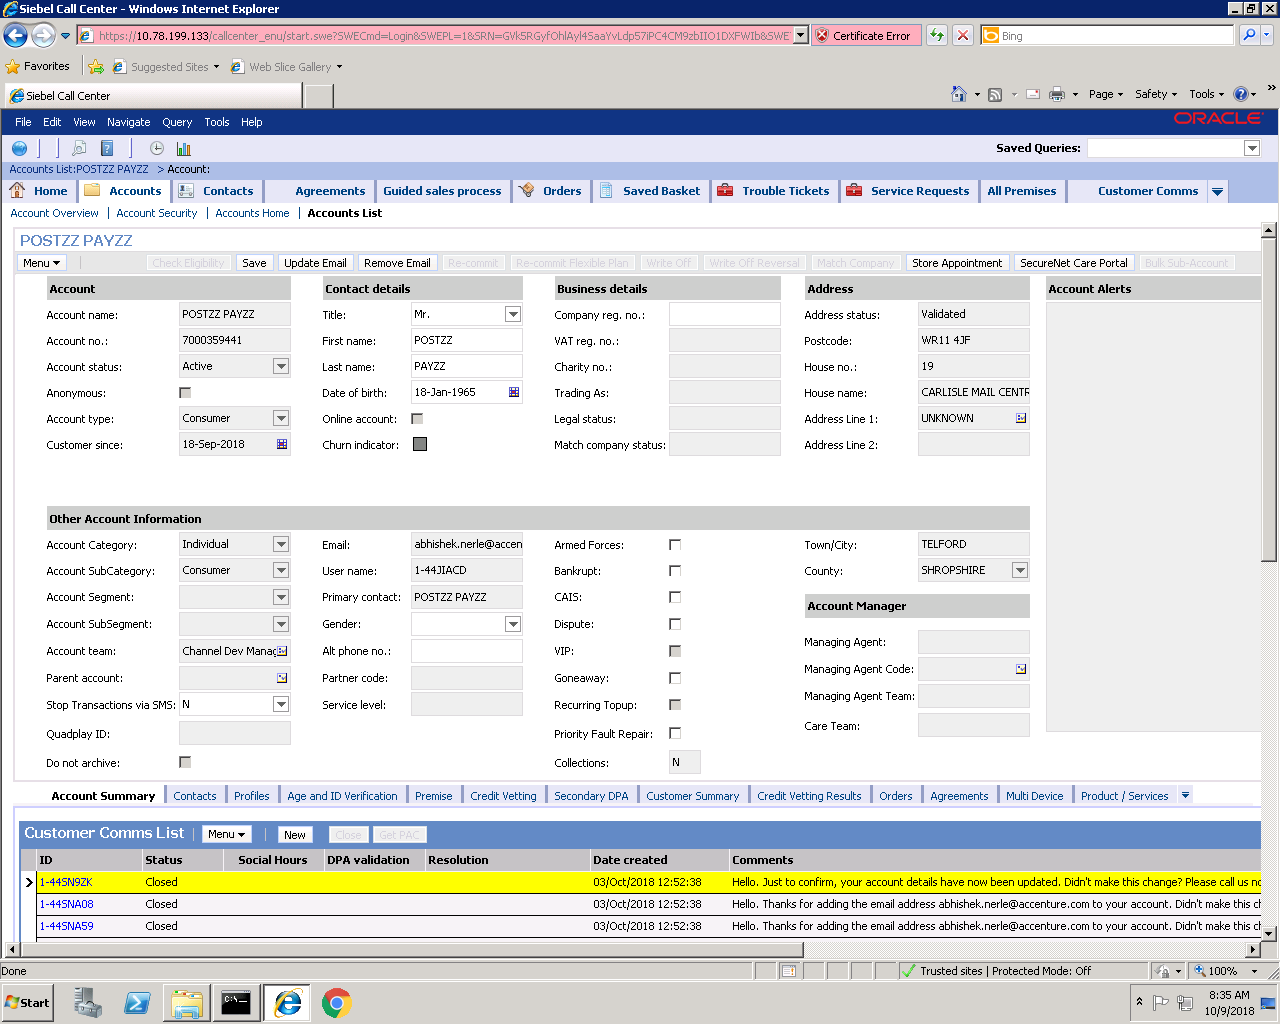 Siebel Call Center - Windows Internet Explorer
Certificate Error
Bing
Favorites
Suggested Sites
Web Slice Gallery
Siebel Call Center
Page
Safety
Tools
File Edit View Navigate Query Tools Help
ORACLE
Saved Queries:
Accounts List:POSTZZ PAYZZ > Account:
Home Accounts Contacts Agreements Guided sales process Orders Saved Basket Trouble Tickets Service Requests All Premises Customer Comms
Account Overview | Account Security | Accounts Home | Accounts List
POSTZZ PAYZZ
Menu Check Eligibility Save Update Email Remove Email Re-commit Re-commit Flexible Plan Write Off Write Off Reversal Match Company Store Appointment SecureNet Care Portal Bulk Sub-Account
Account Contact details Business details Address Account Alerts
Account name: POSTZZ PAYZZ Title: Mr. Company reg. no.: Address status: Validated
Account no.: 7000359441 First name: POSTZZ VAT reg. no.: Postcode: WR11 4JF
Account status: Active Last name: PAYZZ Charity no.: House no.: 19
Anonymous: Date of birth: 18-Jan-1965 Trading As: House name: CARLISLE MAIL CENTR
Account type: Consumer Online account: Legal status: Address Line 1: UNKNOWN
Customer since: 18-Sep-2018 Churn indicator: Match company status: Address Line 2:
Other Account Information
Account Category: Individual Email: abhishek.nerle@accen Armed Forces: Town/City: TELFORD
Account SubCategory: Consumer User name: 1-44JIACD Bankrupt: County: SHROPSHIRE
Account Segment: Primary contact: POSTZZ PAYZZ CAIS: Account Manager
Account SubSegment: Gender: Dispute:
Account team: Channel Dev Manag Alt phone no.: VIP: Managing Agent:
Parent account: Partner code: Goneaway: Managing Agent Code:
Stop Transactions via SMS: N Service level: Recurring Topup: Managing Agent Team:
Quadplay ID: Priority Fault Repair: Care Team:
Do not archive: Collections: N
Account Summary Contacts Profiles Age and ID Verification Premise Credit Vetting Secondary DPA Customer Summary Credit Vetting Results Orders Agreements Multi Device Product / Services
Customer Comms List Menu New Close Get PAC
ID Status Social Hours DPA validation Resolution Date created Comments
1-44SN9ZK Closed 03/Oct/2018 12:52:38 Hello. Just to confirm, your account details have now been updated. Didn't make this change? Please call us no
1-44SNA08 Closed 03/Oct/2018 12:52:38 Hello. Thanks for adding the email address abhishek.nerle@accenture.com to your account. Didn't make this ch
1-44SNA59 Closed 03/Oct/2018 12:52:38 Hello. Thanks for adding the email address abhishek.nerle@accenture.com to your account. Didn't make this ch
Done Trusted sites | Protected Mode: Off 100%
Start
8:35 AM
10/9/2018